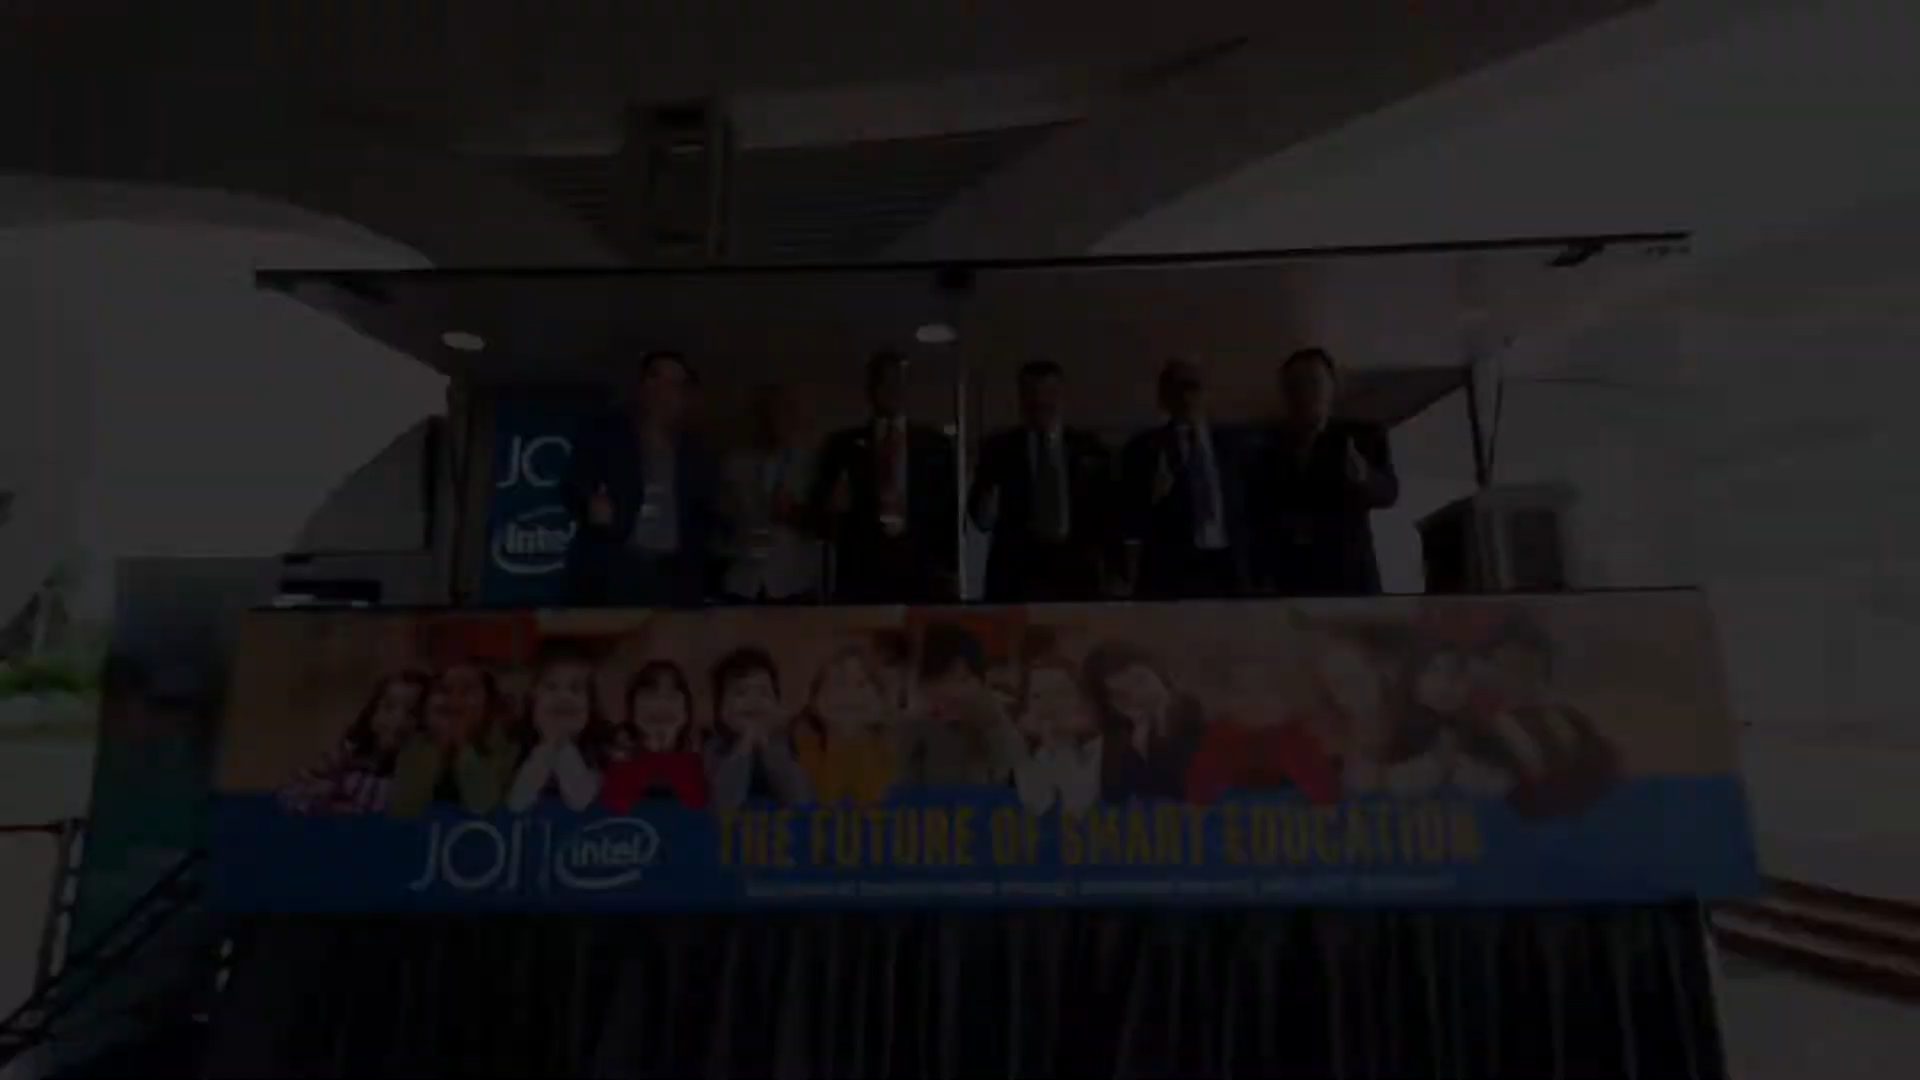 JO
intel
JOI intel THE FUTURE OF SMART EDUCATION